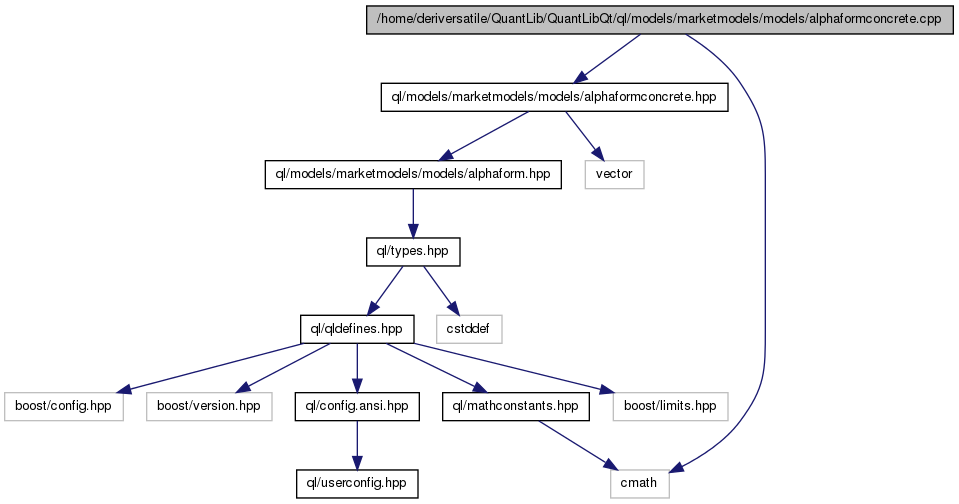 /home/deriversatile/QuantLib/QuantLibQt/ql/models/marketmodels/models/alphaformconcrete.cpp
ql/models/marketmodels/models/alphaformconcrete.hpp
ql/models/marketmodels/models/alphaform.hpp
vector
ql/types.hpp
ql/qldefines.hpp
cstddef
boost/config.hpp
boost/version.hpp
ql/config.ansi.hpp
ql/mathconstants.hpp
boost/limits.hpp
ql/userconfig.hpp
cmath